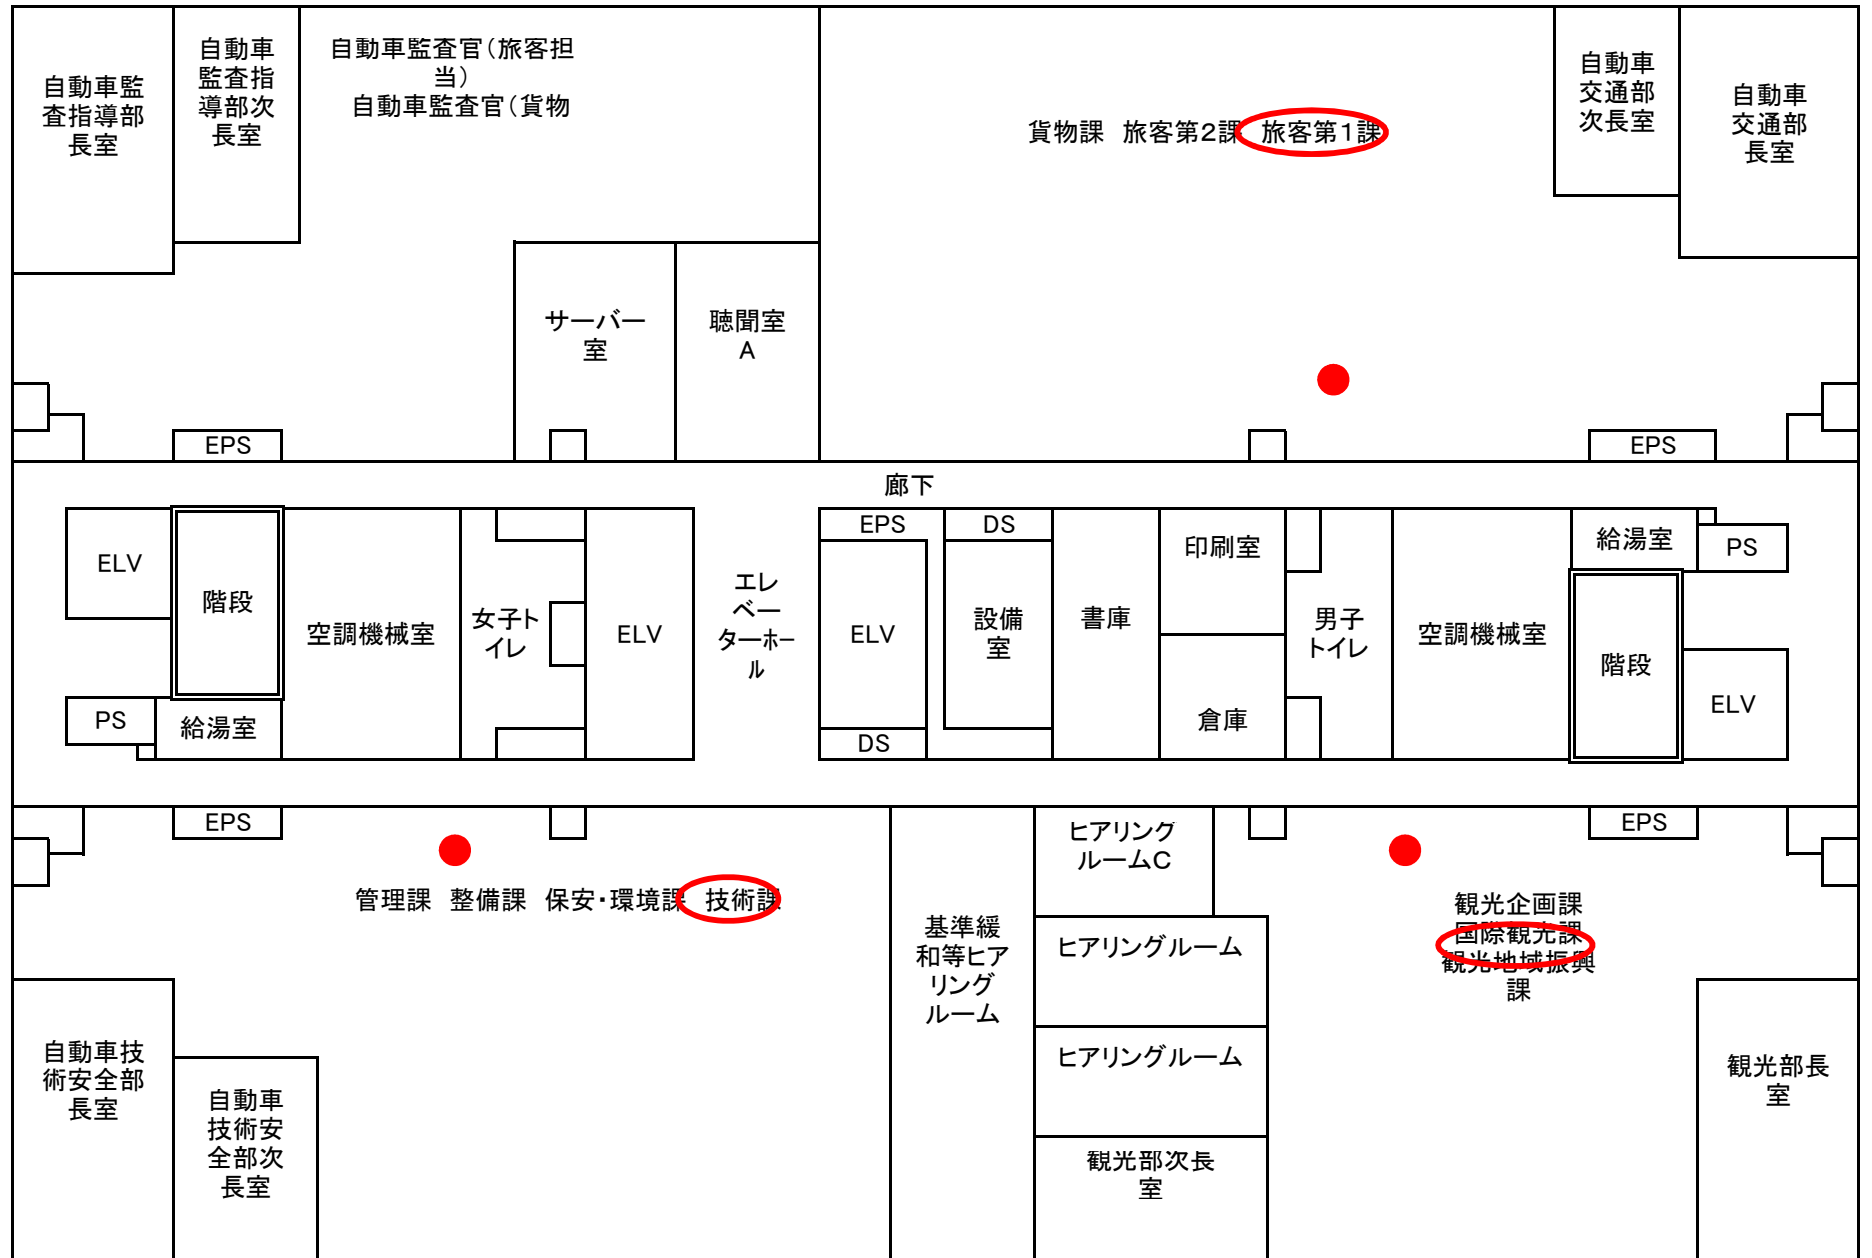 自動車監
査指導部
長室
自動車
監査指
導部次
長室
自動車監査官（旅客担
当）
自動車監査官（貨物
貨物課　旅客第２課　旅客第１課
自動車
交通部
次長室
自動車
交通部
長室
サーバー
室
聴聞室
A
EPS
EPS
廊下
ELV
階段
PS
給湯室
空調機械室
女子ト
イレ
ELV
エレ
ベー
ターホー
ル
EPS
ELV
DS
DS
設備
室
書庫
印刷室
倉庫
男子
トイレ
空調機械室
給湯室
PS
階段
ELV
EPS
EPS
管理課　整備課　保安・環境課　技術課
自動車技
術安全部
長室
自動車
技術安
全部次
長室
基準緩
和等ヒア
リング
ルーム
ヒアリング
ルームC
ヒアリングルーム
ヒアリングルーム
観光部次長
室
観光企画課
国際観光課
観光地域振興
課
観光部長
室